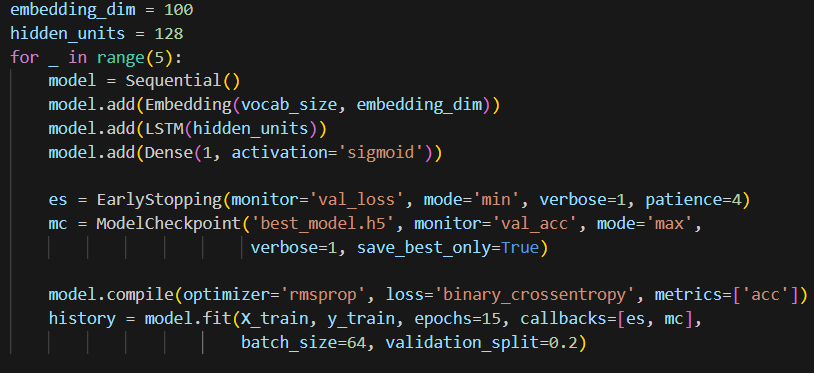 embedding_dim = 100
hidden_units = 128
for _ in range(5):
    model = Sequential()
    model.add(Embedding(vocab_size, embedding_dim))
    model.add(LSTM(hidden_units))
    model.add(Dense(1, activation='sigmoid'))

    es = EarlyStopping(monitor='val_loss', mode='min', verbose=1, patience=4)
    mc = ModelCheckpoint('best_model.h5', monitor='val_acc', mode='max',
                         verbose=1, save_best_only=True)

    model.compile(optimizer='rmsprop', loss='binary_crossentropy', metrics=['acc'])
    history = model.fit(X_train, y_train, epochs=15, callbacks=[es, mc],
                        batch_size=64, validation_split=0.2)